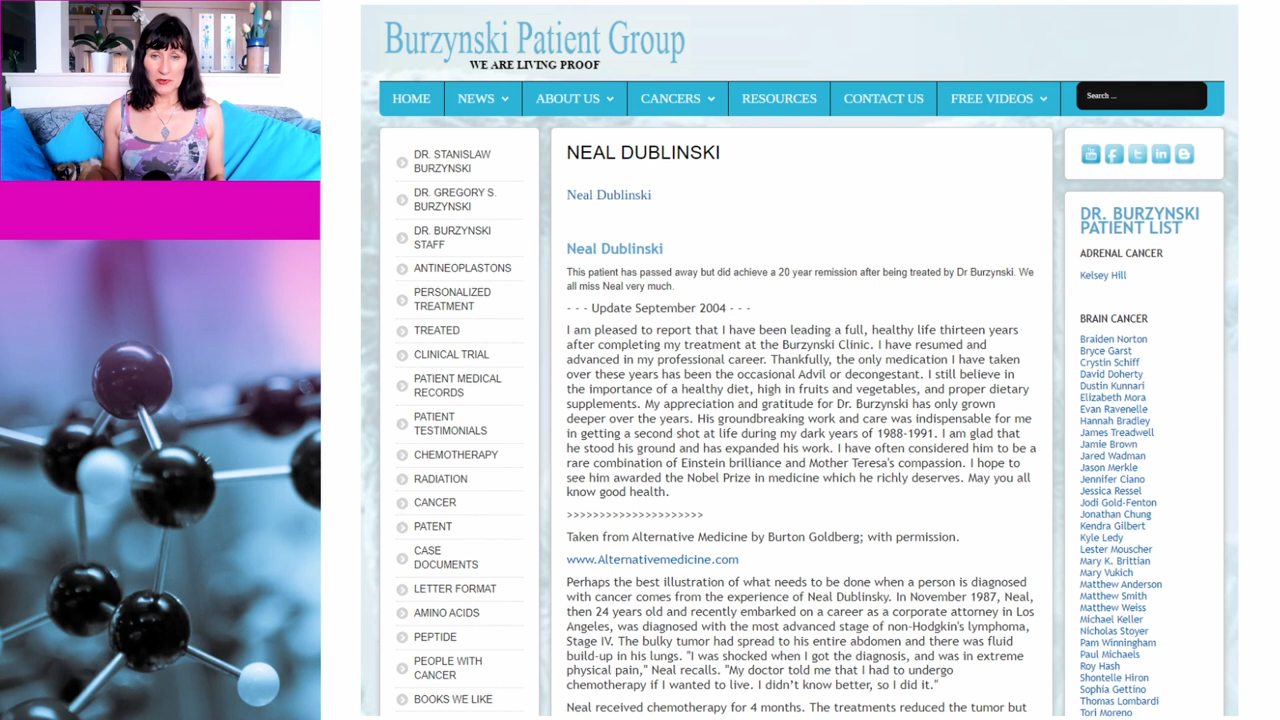 Burzynski Patient Group
WE ARE LIVING PROOF
HOME
NEWS
ABOUT US
CANCERS
RESOURCES
CONTACT US
FREE VIDEOS
Search ...
DR. STANISLAW
BURZYNSKI
DR. GREGORY S.
BURZYNSKI
DR. BURZYNSKI
STAFF
ANTINEOPLASTONS
PERSONALIZED
TREATMENT
TREATED
CLINICAL TRIAL
PATIENT MEDICAL
RECORDS
PATIENT
TESTIMONIALS
CHEMOTHERAPY
RADIATION
CANCER
PATENT
CASE
DOCUMENTS
LETTER FORMAT
AMINO ACIDS
PEPTIDE
PEOPLE WITH
CANCER
BOOKS WE LIKE
NEAL DUBLINSKI
Neal Dublinski
Neal Dublinski
This patient has passed away but did achieve a 20 year remission after being treated by Dr Burzynski. We
all miss Neal very much.
- - - Update September 2004 - - -
I am pleased to report that I have been leading a full, healthy life thirteen years
after completing my treatment at the Burzynski Clinic. I have resumed and
advanced in my professional career. Thankfully, the only medication I have taken
over these years has been the occasional Advil or decongestant. I still believe in
the importance of a healthy diet, high in fruits and vegetables, and proper dietary
supplements. My appreciation and gratitude for Dr. Burzynski has only grown
deeper over the years. His groundbreaking work and care was indispensable for me
in getting a second shot at life during my dark years of 1988-1991. I am glad that
he stood his ground and has expanded his work. I have often considered him to be a
rare combination of Einstein brilliance and Mother Teresa's compassion. I hope to
see him awarded the Nobel Prize in medicine which he richly deserves. May you all
know good health.
>>>>>>>>>>>>>>>>>>>>>
Taken from Alternative Medicine by Burton Goldberg; with permission.
www.Alternativemedicine.com
Perhaps the best illustration of what needs to be done when a person is diagnosed
with cancer comes from the experience of Neal Dublinsky. In November 1987, Neal,
then 24 years old and recently embarked on a career as a corporate attorney in Los
Angeles, was diagnosed with the most advanced stage of non-Hodgkin's lymphoma,
Stage IV. The bulky tumor had spread to his entire abdomen and there was fluid
build-up in his lungs. "I was shocked when I got the diagnosis, and was in extreme
physical pain," Neal recalls. "My doctor told me that I had to undergo
chemotherapy if I wanted to live. I didn't know better, so I did it."
Neal received chemotherapy for 4 months. The treatments reduced the tumor but
DR. BURZYNSKI
PATIENT LIST
ADRENAL CANCER
Kelsey Hill
BRAIN CANCER
Braiden Norton
Bryce Garst
Crystin Schiff
David Doherty
Dustin Kunnari
Elizabeth Mora
Evan Ravenelle
Hannah Bradley
James Treadwell
Jamie Brown
Jared Wadman
Jason Merkle
Jennifer Ciano
Jessica Ressel
Jodi Gold-Fenton
Jonathan Chung
Kendra Gilbert
Kyle Ledy
Lester Mouscher
Mary K. Brittian
Mary Vukich
Matthew Anderson
Matthew Smith
Matthew Weiss
Michael Keller
Nicholas Stoyer
Pam Winningham
Paul Michaels
Roy Hash
Shontelle Hiron
Sophia Gettino
Thomas Lombardi
Tori Moreno